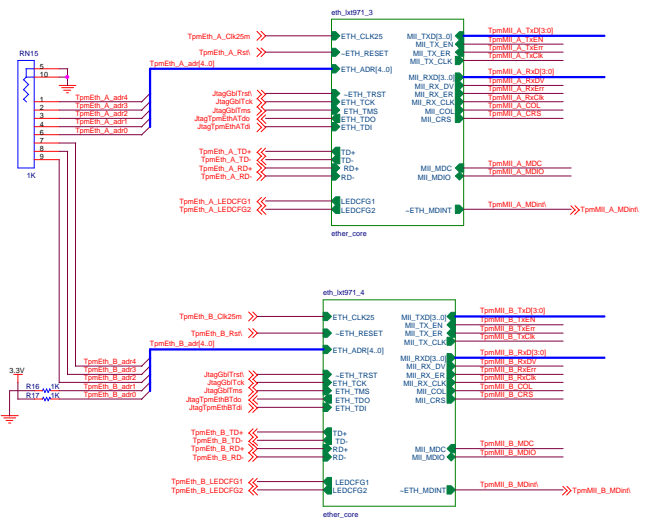 eth_lxt971_3
TpmEth_A_Clk25m
ETH_CLK25
MII_TXD[3..0]
TpmMII_A_TxD[3:0]
MII_TX_EN
TpmMII_A_TxEN
TpmEth_A_Rst\
~ETH_RESET
MII_TX_ER
TpmMII_A_TxErr
MII_TX_CLK
TpmMII_A_TxClk
RN15
TpmEth_A_adr[4..0]
ETH_ADR[4..0]
5
10
MII_RXD[3..0]
TpmMII_A_RxD[3:0]
MII_RX_DV
TpmMII_A_RxDV
JtagGblTrst\
~ETH_TRST
MII_RX_ER
TpmMII_A_RxErr
1
TpmEth_A_adr4
JtagGblTck
ETH_TCK
MII_RX_CLK
TpmMII_A_RxClk
2
TpmEth_A_adr3
JtagGblTms
ETH_TMS
MII_COL
TpmMII_A_COL
3
TpmEth_A_adr2
JtagTpmEthATdo
ETH_TDO
MII_CRS
TpmMII_A_CRS
4
TpmEth_A_adr1
JtagTpmEthATdi
ETH_TDI
6
TpmEth_A_adr0
7
8
9
1K
TpmEth_A_TD+
TD+
TpmEth_A_TD-
TD-
TpmEth_A_RD+
RD+
MII_MDC
TpmMII_A_MDC
TpmEth_A_RD-
RD-
MII_MDIO
TpmMII_A_MDIO
TpmEth_A_LEDCFG1
LEDCFG1
TpmEth_A_LEDCFG2
LEDCFG2
~ETH_MDINT
TpmMII_A_MDint\
TpmMII_A_MDint\
ether_core
eth_lxt971_4
TpmEth_B_Clk25m
ETH_CLK25
MII_TXD[3..0]
TpmMII_B_TxD[3:0]
MII_TX_EN
TpmMII_B_TxEN
TpmEth_B_Rst\
~ETH_RESET
MII_TX_ER
TpmMII_B_TxErr
MII_TX_CLK
TpmMII_B_TxClk
TpmEth_B_adr[4..0]
ETH_ADR[4..0]
MII_RXD[3..0]
TpmMII_B_RxD[3:0]
TpmEth_B_adr4
MII_RX_DV
TpmMII_B_RxDV
3.3V
TpmEth_B_adr3
JtagGblTrst\
~ETH_TRST
MII_RX_ER
TpmMII_B_RxErr
TpmEth_B_adr2
JtagGblTck
ETH_TCK
MII_RX_CLK
TpmMII_B_RxClk
R16
1K
TpmEth_B_adr1
JtagGblTms
ETH_TMS
MII_COL
TpmMII_B_COL
R17
1K
TpmEth_B_adr0
JtagTpmEthBTdo
ETH_TDO
MII_CRS
TpmMII_B_CRS
JtagTpmEthBTdi
ETH_TDI
TpmEth_B_TD+
TD+
TpmEth_B_TD-
TD-
TpmEth_B_RD+
RD+
MII_MDC
TpmMII_B_MDC
TpmEth_B_RD-
RD-
MII_MDIO
TpmMII_B_MDIO
TpmEth_B_LEDCFG1
LEDCFG1
TpmEth_B_LEDCFG2
LEDCFG2
~ETH_MDINT
TpmMII_B_MDint\
TpmMII_B_MDint\
ether_core